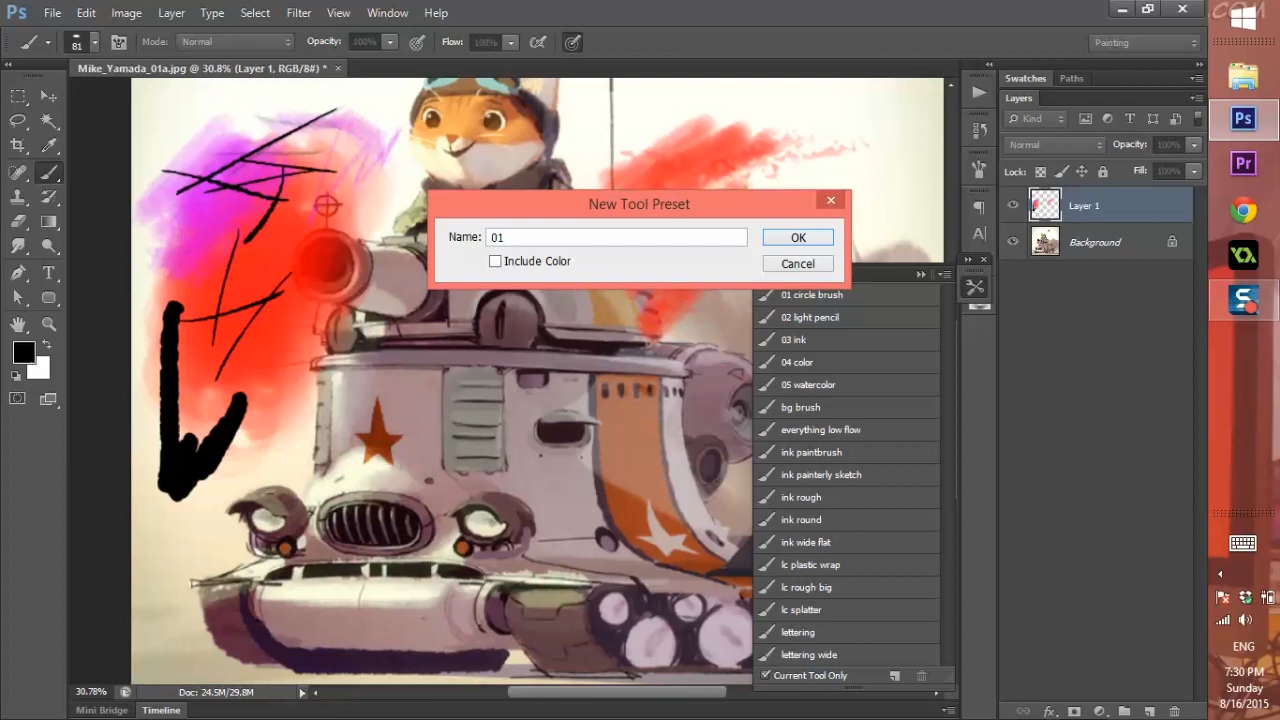 Ps File Edit Image Layer Type Select Filter 3D View Window Help
81 Mode: Normal Opacity: 100% Flow: 100% Painting
Mike_Yamada_01a.jpg @ 30.8% (Layer 1, RGB/8#) * ×
Swatches Paths
Layers
Kind
Normal Opacity: 100%
Lock: Fill: 100%
Layer 1
Background
New Tool Preset
Name: 01
OK
Include Color
Cancel
01 circle brush
02 light pencil
03 ink
04 color
05 watercolor
bg brush
everything low flow
ink paintbrush
ink painterly sketch
ink rough
ink round
ink wide flat
lc plastic wrap
lc rough big
lc splatter
lettering
lettering wide
Current Tool Only
30.78% Doc: 24.5M/29.8M
Mini Bridge Timeline
Ps
Pr
ENG
7:30 PM
Sunday
8/16/2015